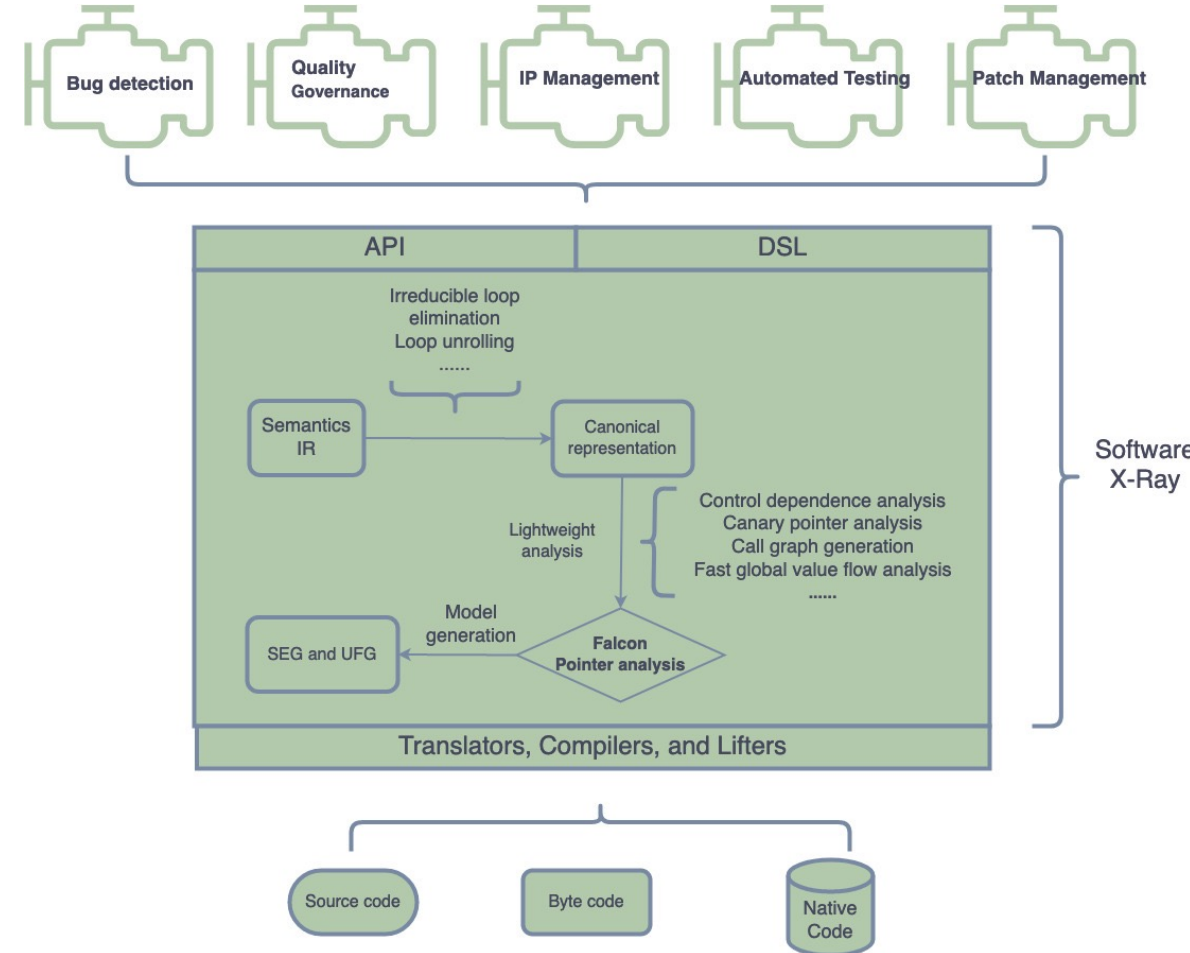 Bug detection
Quality
Governance
IP Management
Automated Testing
Patch Management
API
DSL
Irreducible loop
elimination
Loop unrolling
......
Semantics
IR
Canonical
representation
Software
X-Ray
Lightweight
analysis
Control dependence analysis
Canary pointer analysis
Call graph generation
Fast global value flow analysis
......
Model
generation
SEG and UFG
Falcon
Pointer analysis
Translators, Compilers, and Lifters
Source code
Byte code
Native
Code